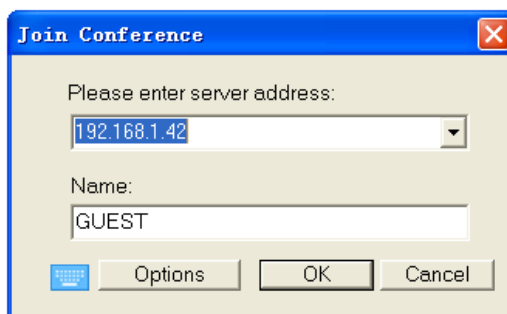 Join Conference
Please enter server address:
192.168.1.42
Name:
GUEST
Options OK Cancel